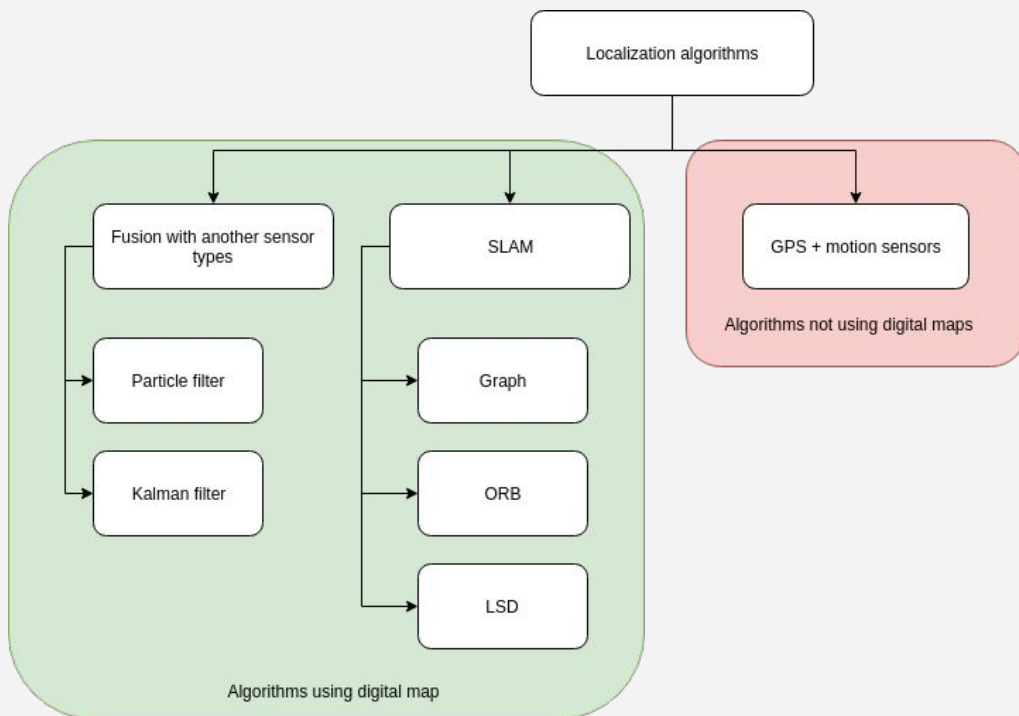 Localization algorithms
Fusion with another sensor
types
SLAM
GPS + motion sensors
Algorithms not using digital maps
Particle filter
Graph
Kalman filter
ORB
LSD
Algorithms using digital map